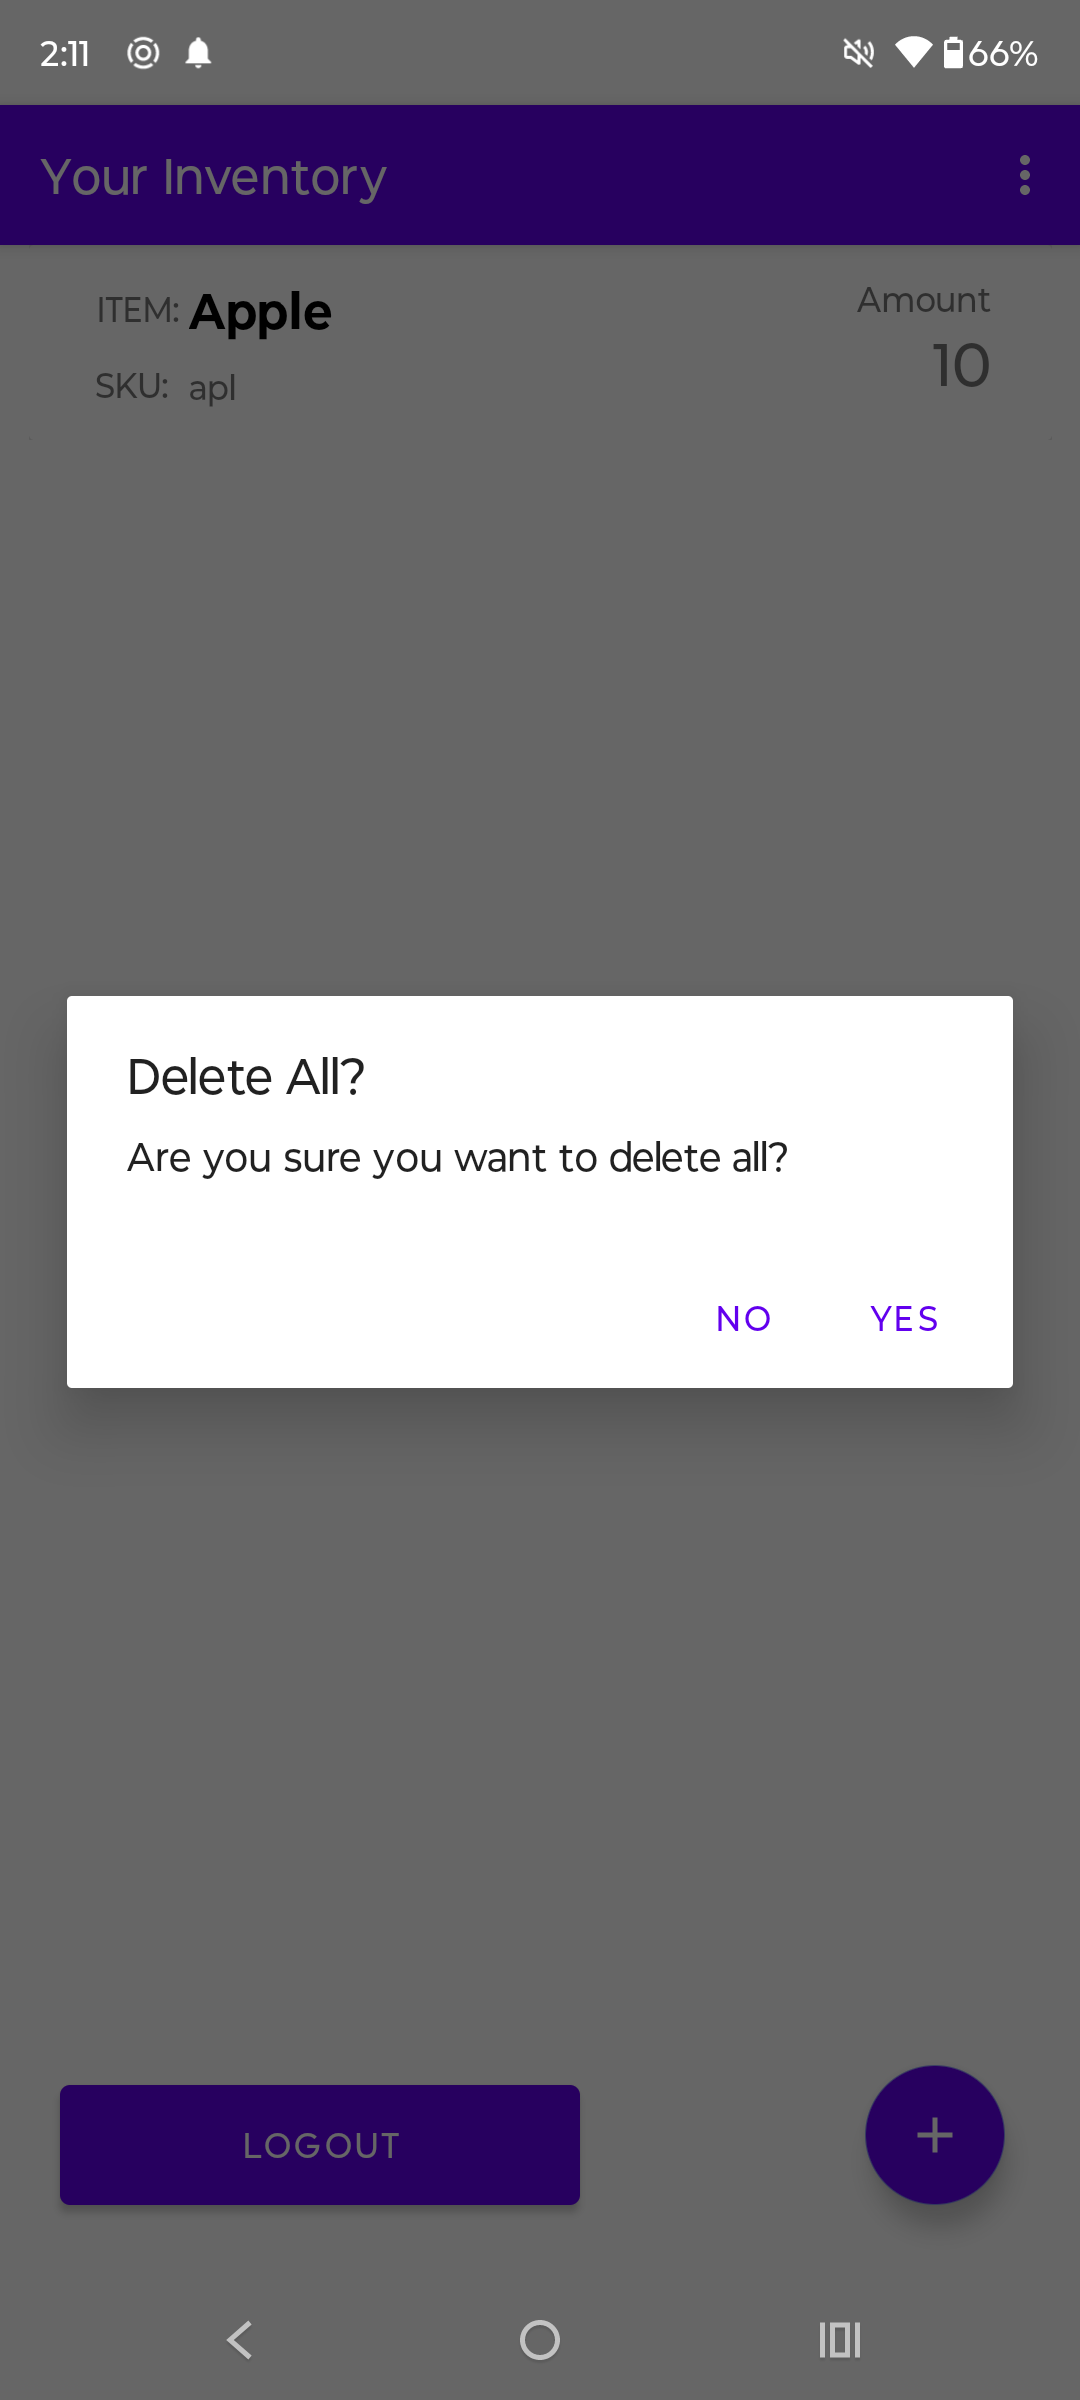 2:11 66%
Your Inventory
ITEM: Apple Amount
10
SKU: apl
Delete All?
Are you sure you want to delete all?
NO YES
LOGOUT